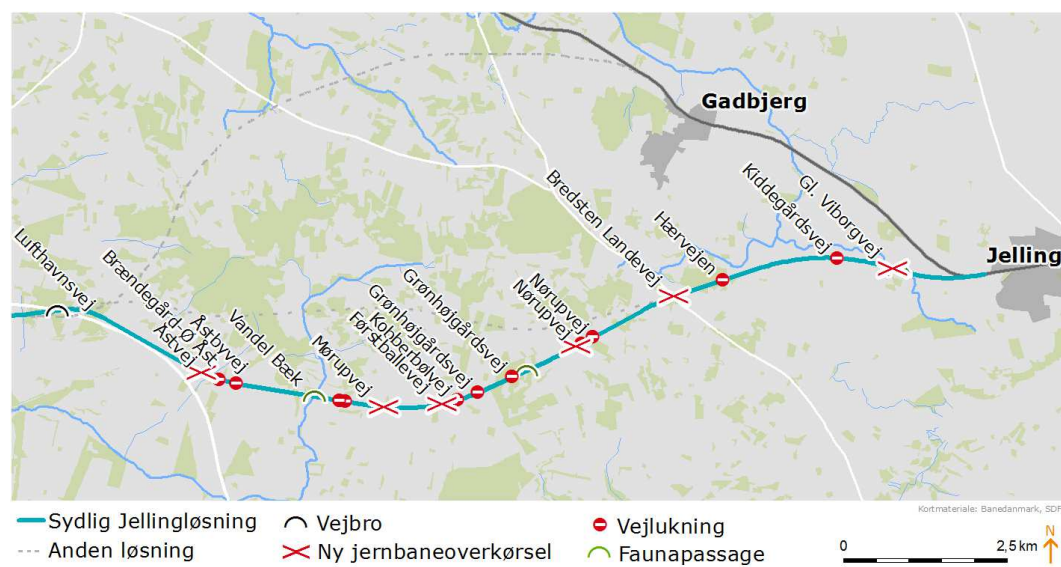 Gadbjerg
Jelling
Lufthavnsvej
Åstvej
Brændegård-Ø Åst
Åstbyvej
Vandel Bæk
Mørupvej
Førstballevej
Kobberbølvej
Grønhøjgårdsvej
Grønhøjgårdsvej
Nørupvej
Nørupvej
Bredsten Landevej
Hærvejen
Kiddegårdsvej
Gl. Viborgvej
Kortmateriale: Banedanmark, SDF
Sydlig Jellingløsning
Vejbro
Vejlukning
Anden løsning
Ny jernbaneoverkørsel
Faunapassage
0 2,5 km
N